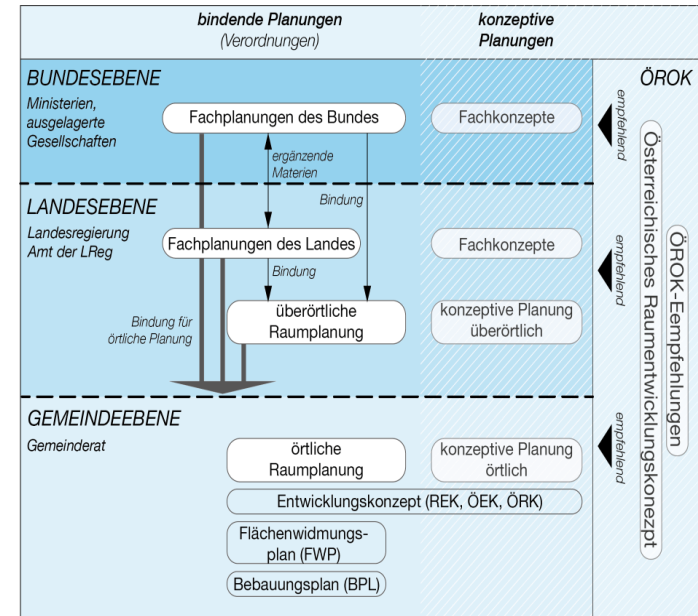 bindende Planungen
(Verordnungen)
konzeptive
Planungen
BUNDESEBENE
Ministerien,
ausgelagerte
Gesellschaften
Fachplanungen des Bundes
Fachkonzepte
ergänzende
Materien
Bindung
LANDESEBENE
Landesregierung
Amt der LReg
Fachplanungen des Landes
Fachkonzepte
Bindung
Bindung für
örtliche Planung
überörtliche
Raumplanung
konzeptive Planung
überörtlich
GEMEINDEEBENE
Gemeinderat
örtliche
Raumplanung
konzeptive Planung
örtlich
Entwicklungskonzept (REK, ÖEK, ÖRK)
Flächenwidmungs-
plan (FWP)
Bebauungsplan (BPL)
ÖROK
empfehlend
empfehlend
empfehlend
ÖROK-Eempfehlungen
Österreichisches Raumentwicklungskonezpt